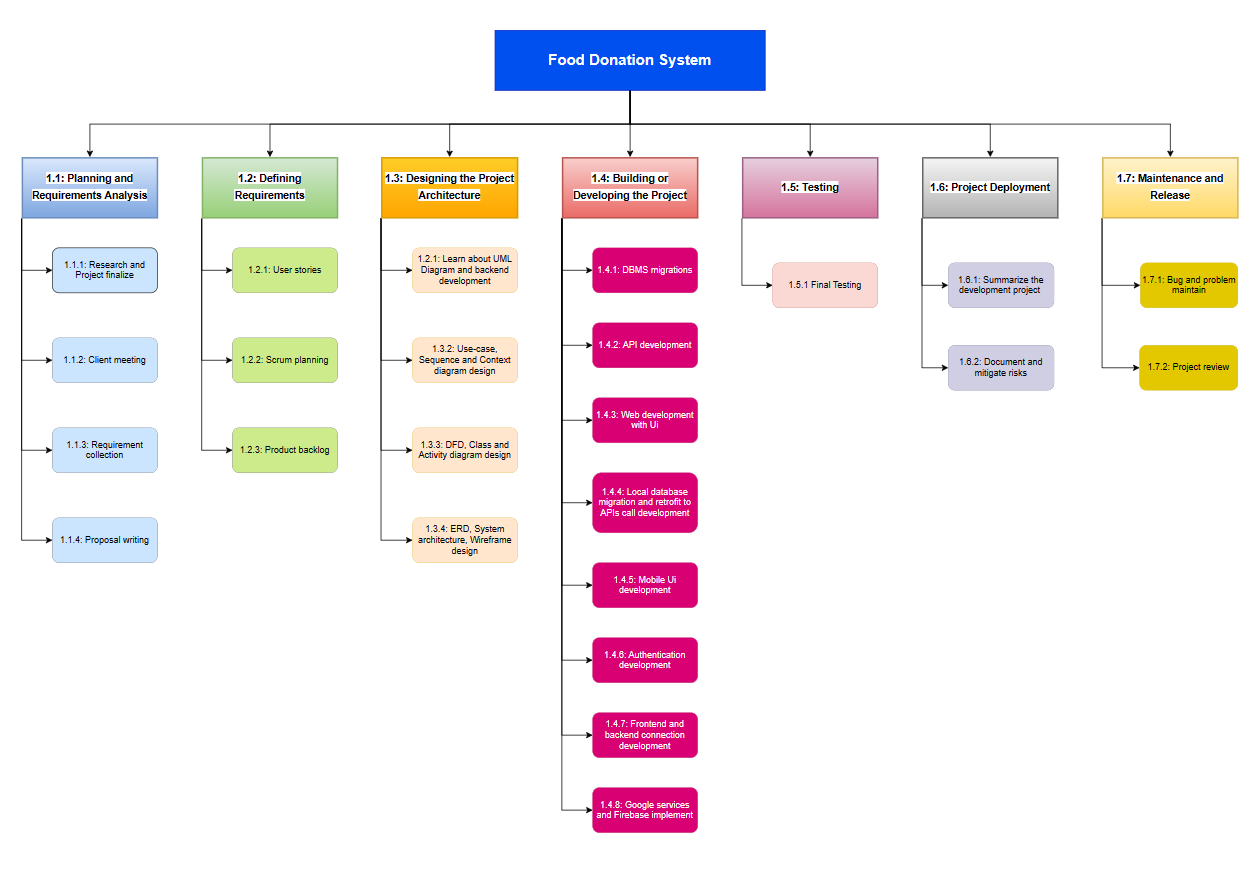 Food Donation System
1.1: Planning and
Requirements Analysis
1.2: Defining
Requirements
1.3: Designing the Project
Architecture
1.4: Building or
Developing the Project
1.5: Testing
1.6: Project Deployment
1.7: Maintenance and
Release
1.1.1: Research and
Project finalize
1.1.2: Client meeting
1.1.3: Requirement
collection
1.1.4: Proposal writing
1.2.1: User stories
1.2.2: Scrum planning
1.2.3: Product backlog
1.2.1: Learn about UML
Diagram and backend
development
1.3.2: Use-case,
Sequence and Context
diagram design
1.3.3: DFD, Class and
Activity diagram design
1.3.4: ERD, System
architecture, Wireframe
design
1.4.1: DBMS migrations
1.4.2: API development
1.4.3: Web development
with Ui
1.4.4: Local database
migration and retrofit to
APIs call development
1.4.5: Mobile Ui
development
1.4.6: Authentication
development
1.4.7: Frontend and
backend connection
development
1.4.8: Google services
and Firebase implement
1.5.1 Final Testing
1.6.1: Summarize the
development project
1.6.2: Document and
mitigate risks
1.7.1: Bug and problem
maintain
1.7.2: Project review